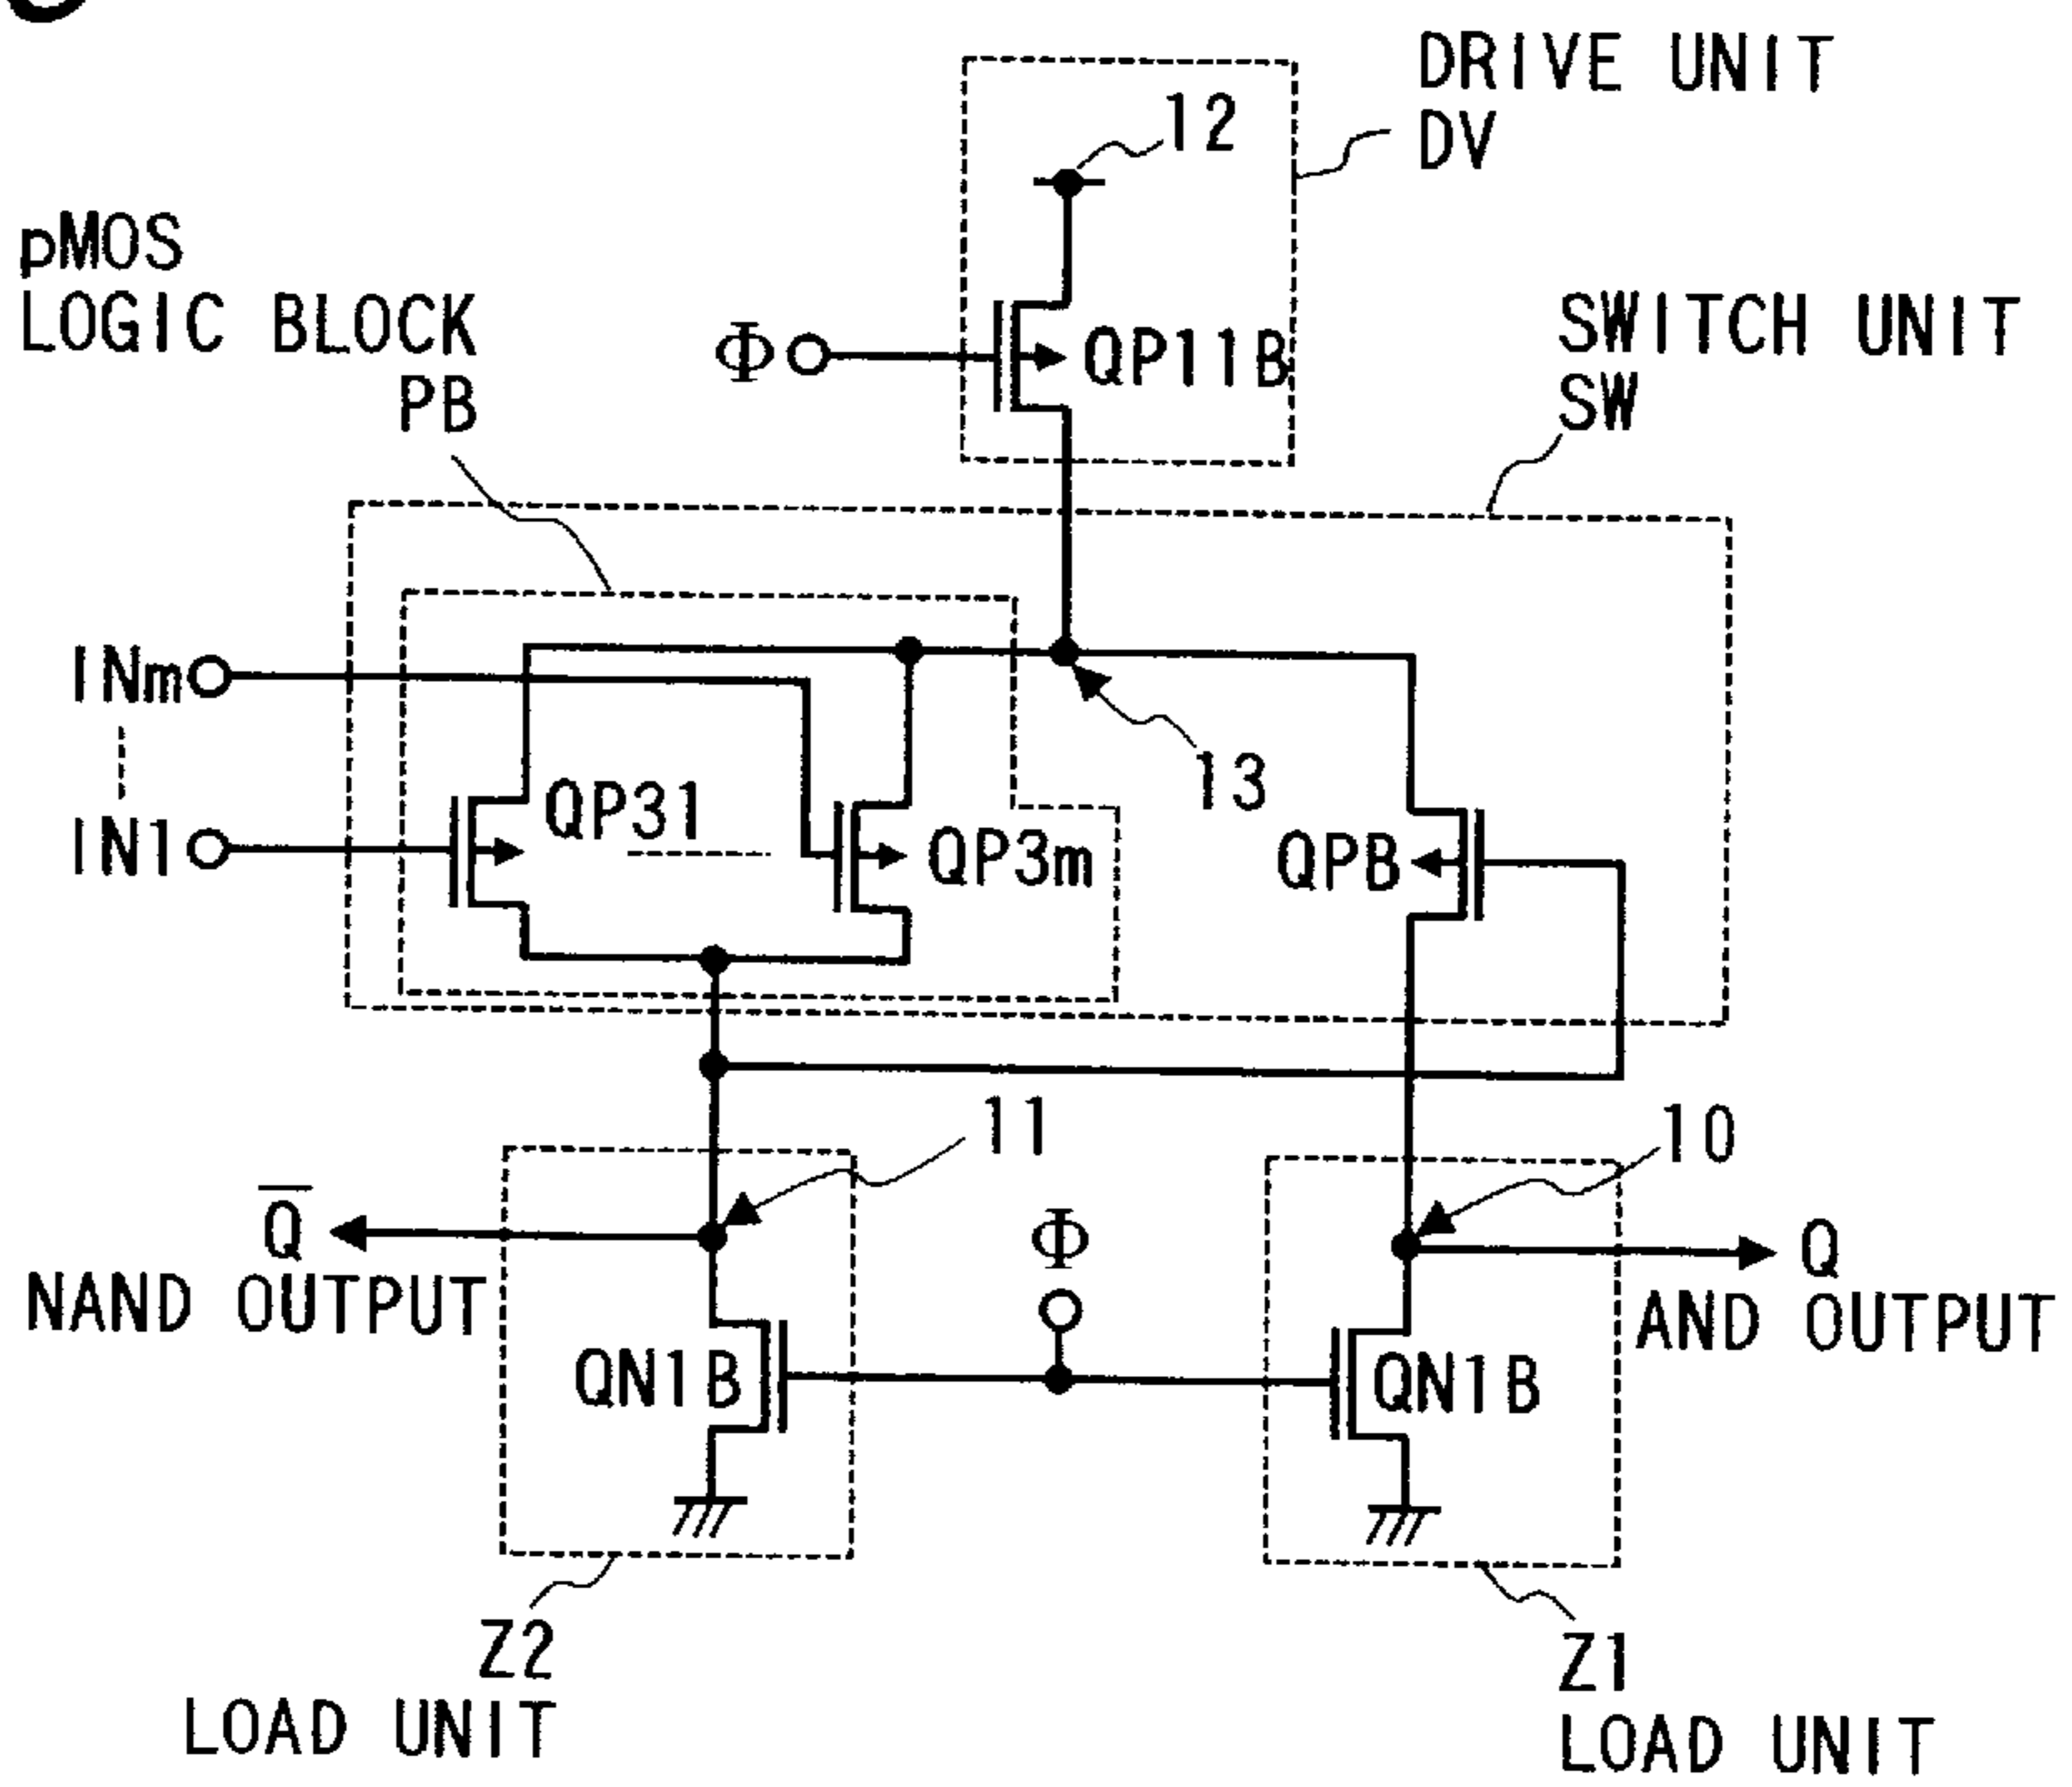 DRIVE UNIT
DV
12
pMOS
LOGIC BLOCK
PB
Φ
QP11B
SWITCH UNIT
SW
INm
13
QP31
QP3m
QPB
IN1
11
10
Q̅
NAND OUTPUT
Φ
Q
AND OUTPUT
QN1B
QN1B
Z2
LOAD UNIT
Z1
LOAD UNIT